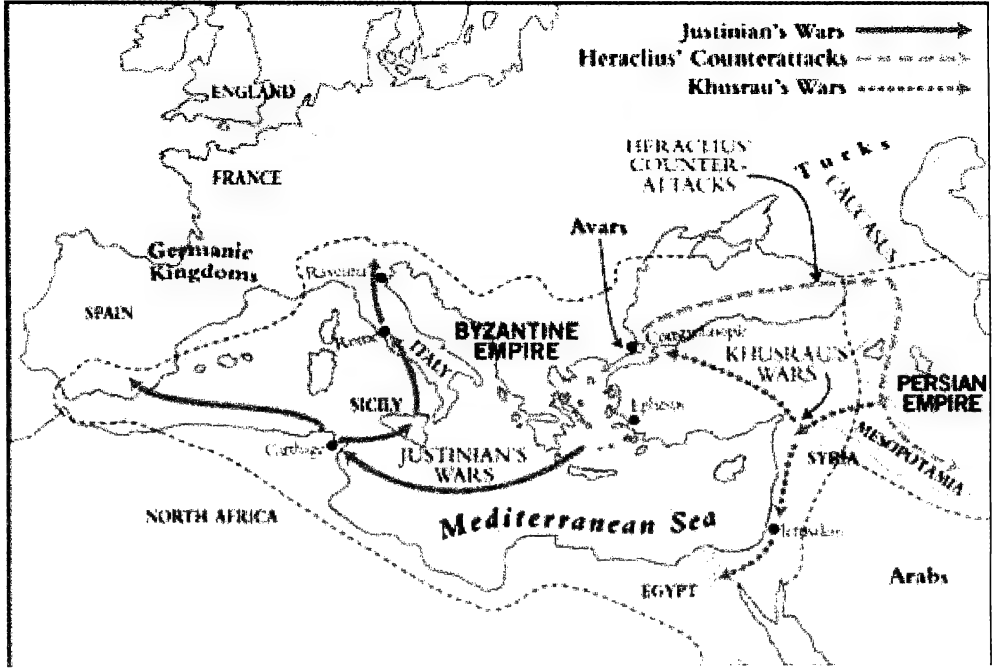 Justinian's Wars
Heraclius' Counterattacks
Khusrau's Wars
ENGLAND
HERACLIUS'
COUNTER-
ATTACKS
Turks
CAUCASUS
FRANCE
Avars
Germanic
Kingdoms
Ravenna
SPAIN
Constantinople
Rome
ITALY
BYZANTINE
EMPIRE
KHUSRAU'S
WARS
PERSIAN
EMPIRE
SICILY
Ephesus
Carthage
JUSTINIAN'S
WARS
SYRIA
MESOPOTAMIA
NORTH AFRICA
Mediterranean Sea
Jerusalem
EGYPT
Arabs